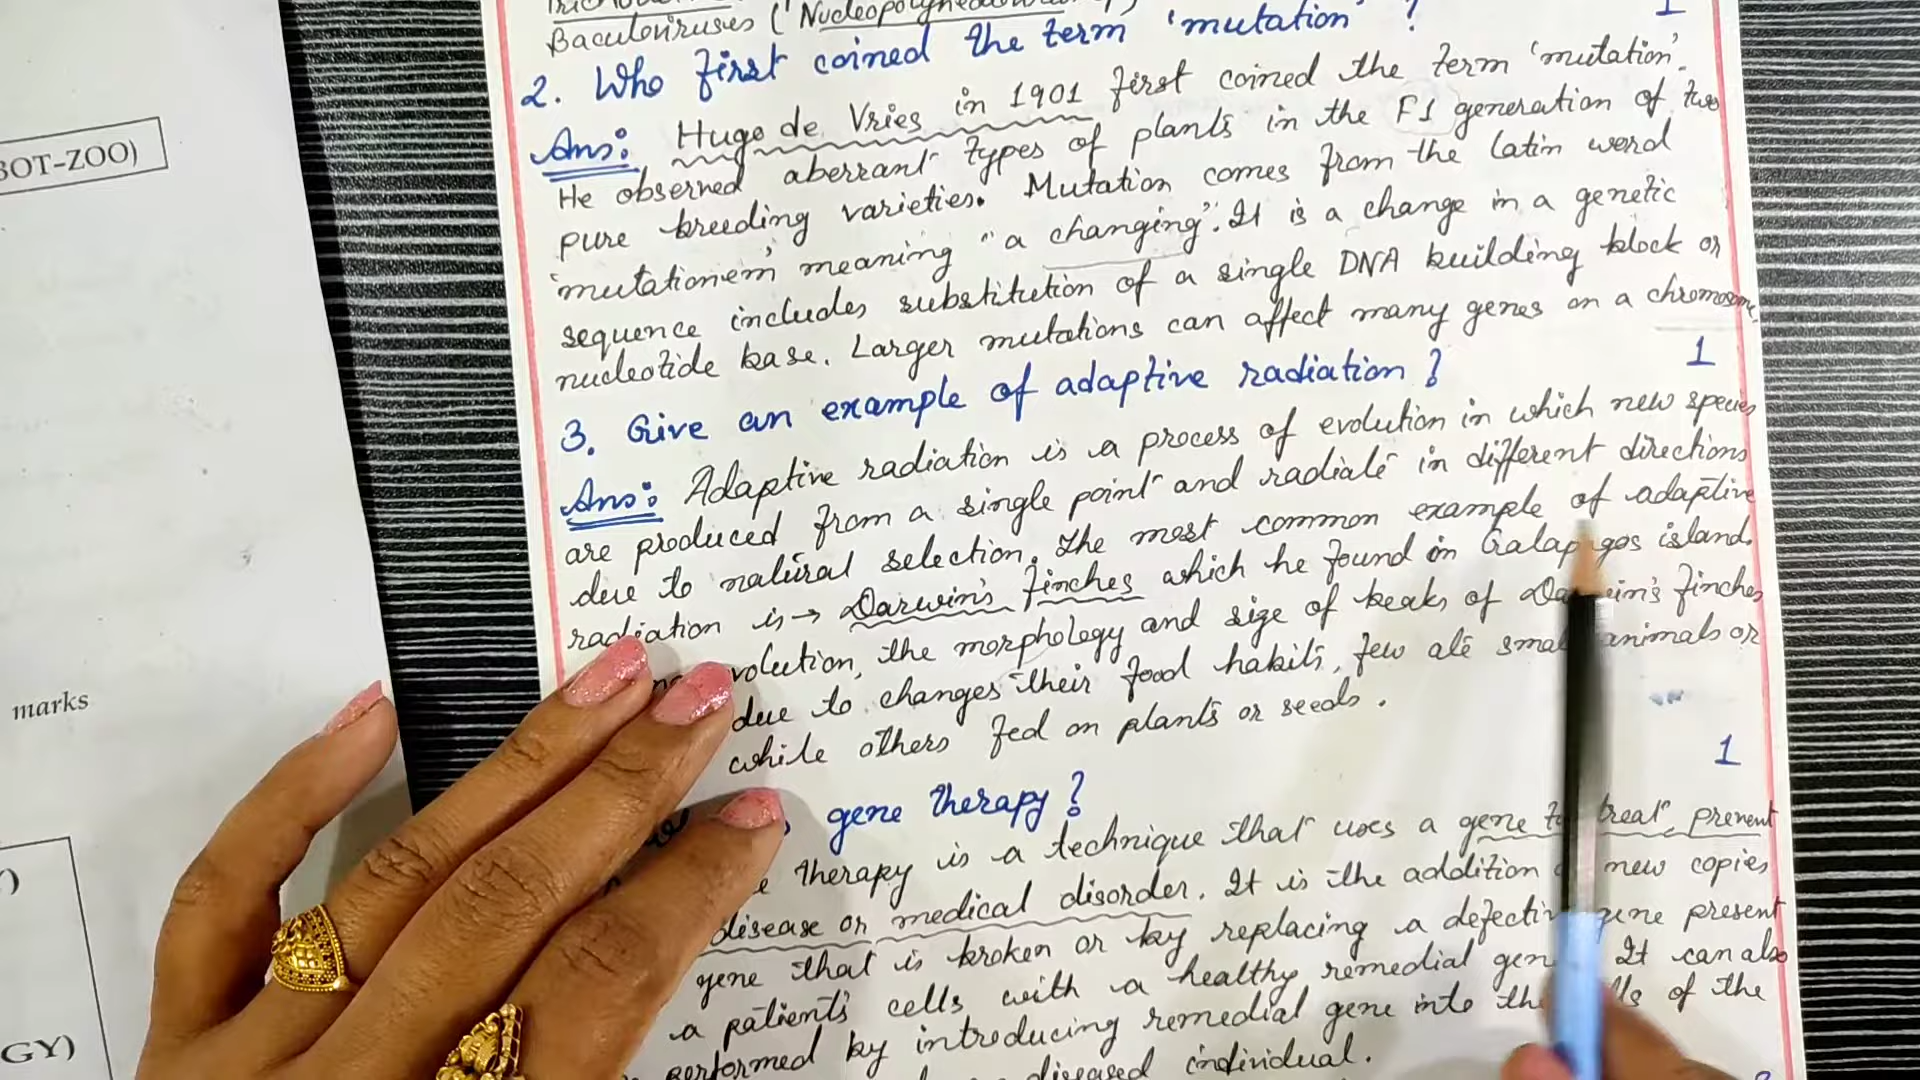 BOT-ZOO)
marks
GY)
Baculoviruses (
1
2. Who first coined the term 'mutation' ?
Ans: Hugo de Vries in 1901 first coined the term 'mutation'.
He observed aberrant types of plants in the F1 generation of two
pure breeding varieties. Mutation comes from the latin word
'mutationem' meaning "a changing". It is a change in a genetic
sequence includes substitution of a single DNA building block or
nucleotide base. Larger mutations can affect many genes on a chromosome.
3. Give an example of adaptive radiation ? 1
Ans: Adaptive radiation is a process of evolution in which new species
are produced from a single point and radiate in different directions
due to natural selection. The most common example of adaptive
radiation is → Darwin's finches which he found in Galapagos island.
volution, the morphology and size of beaks of Da win's finches
due to changes their food habits, few ate small animals or
while others fed on plants or seeds.
gene therapy ? 1
therapy is a technique that uses a gene to treat, prevent
disease or medical disorder. It is the addition new copies
gene that is broken or by replacing a defective gene present
a patient's cells with a healthy remedial gene It can also
performed by introducing remedial gene into the of the
diseased individual.